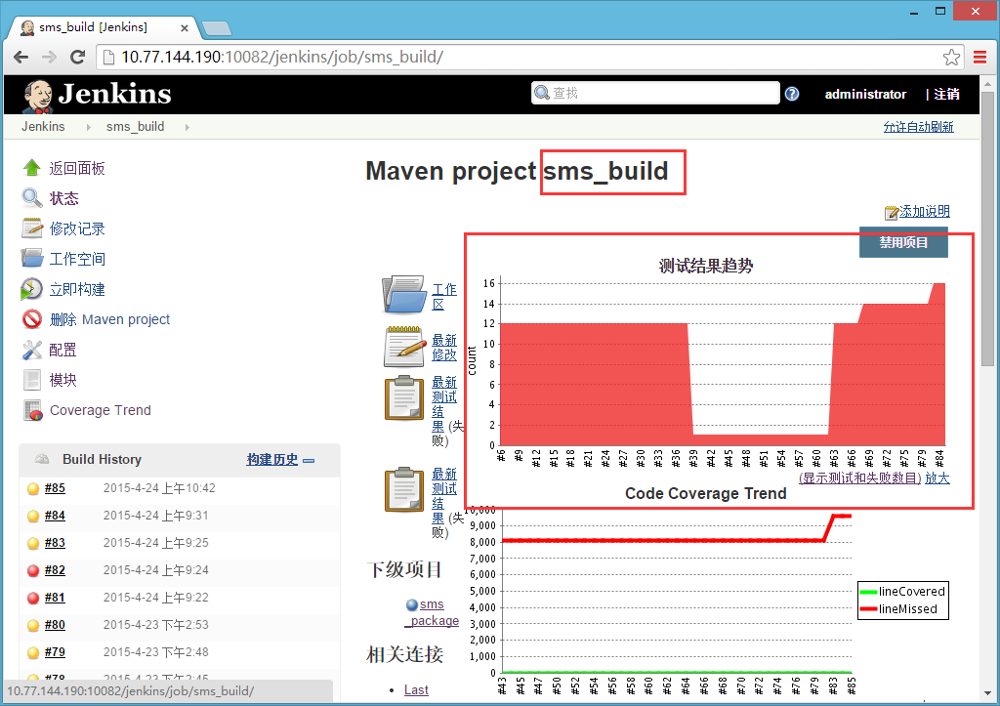 sms_build [Jenkins]
10.77.144.190:10082/jenkins/job/sms_build/
Jenkins
查找
administrator
| 注销
Jenkins
sms_build
允许自动刷新
返回面板
状态
修改记录
工作空间
立即构建
删除 Maven project
配置
模块
Coverage Trend
Build History
构建历史
#85 2015-4-24 上午10:42
#84 2015-4-24 上午9:31
#83 2015-4-24 上午9:25
#82 2015-4-24 上午9:24
#81 2015-4-24 上午9:22
#80 2015-4-23 下午2:53
#79 2015-4-23 下午2:48
#78 2015-4-23 下午2:45
10.77.144.190:10082/jenkins/job/sms_build/
Maven project sms_build
添加说明
禁用项目
工作
区
最新
修改
最新
测试
结
果 (失
败)
最新
测试
结
果 (失
败)
下级项目
sms
_package
相关连接
Last
测试结果趋势
count
16
14
12
10
8
6
4
2
0
#6 #9 #12 #15 #18 #21 #24 #27 #30 #33 #36 #39 #42 #45 #48 #51 #54 #57 #60 #63 #66 #69 #72 #75 #79 #84
(显示测试和失败数目) 放大
Code Coverage Trend
10,000
9,000
8,000
7,000
6,000
5,000
4,000
3,000
2,000
1,000
0
#43 #45 #47 #50 #52 #54 #56 #58 #60 #62 #64 #66 #68 #70 #72 #74 #76 #79 #83 #85
lineCovered
lineMissed